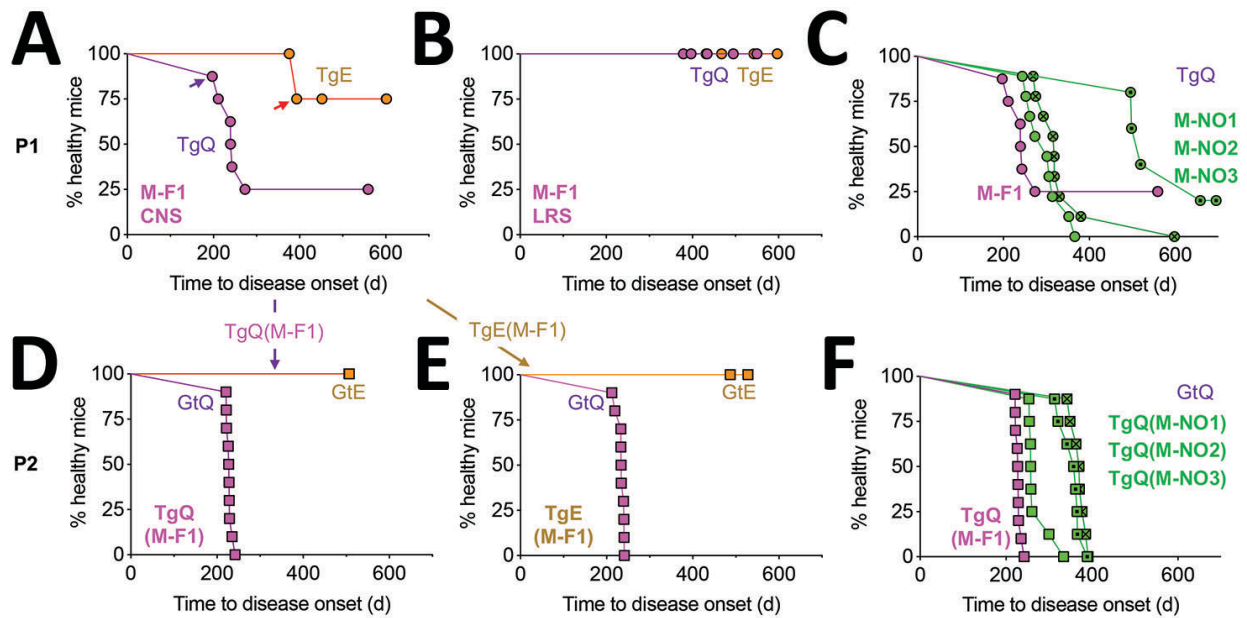 A
B
C
P1
% healthy mice
100
75
50
25
0
TgE
TgQ
M-F1
CNS
0
200
400
600
Time to disease onset (d)
% healthy mice
100
75
50
25
0
TgQ
TgE
M-F1
LRS
0
200
400
600
Time to disease onset (d)
% healthy mice
100
75
50
25
0
TgQ
M-NO1
M-NO2
M-NO3
M-F1
0
200
400
600
Time to disease onset (d)
TgQ(M-F1)
TgE(M-F1)
D
E
F
P2
% healthy mice
100
75
50
25
0
GtQ
GtE
TgQ
(M-F1)
0
200
400
600
Time to disease onset (d)
% healthy mice
100
75
50
25
0
GtQ
GtE
TgE
(M-F1)
0
200
400
600
Time to disease onset (d)
% healthy mice
100
75
50
25
0
GtQ
TgQ(M-NO1)
TgQ(M-NO2)
TgQ(M-NO3)
TgQ
(M-F1)
0
200
400
600
Time to disease onset (d)